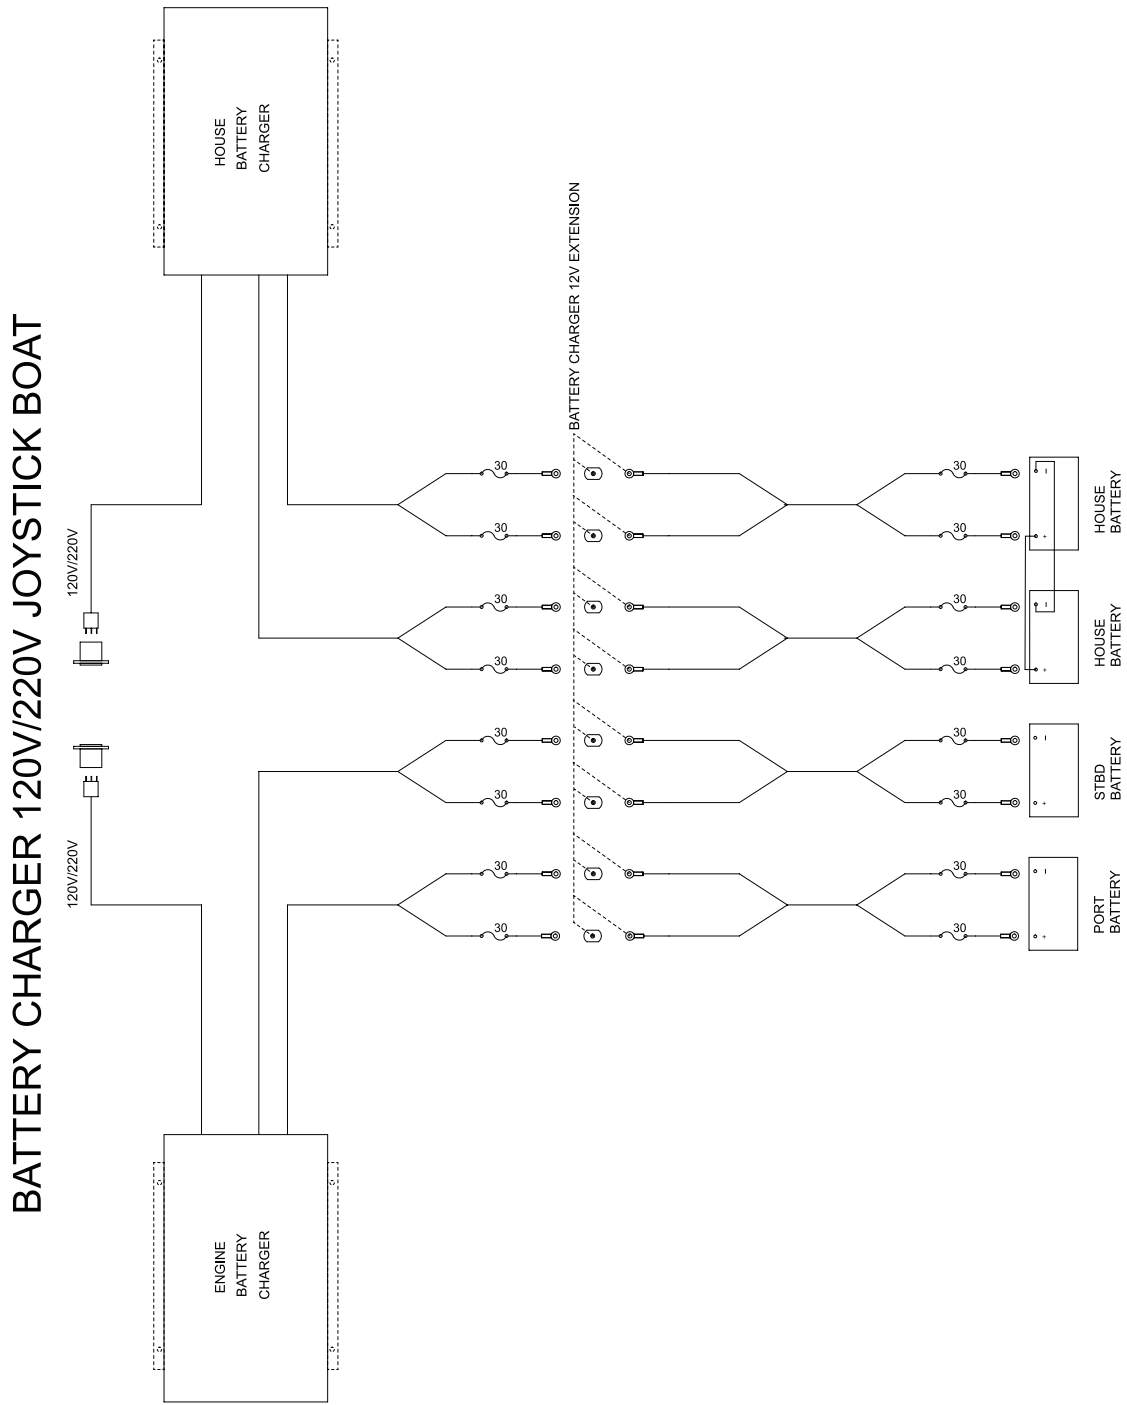 BATTERY CHARGER 120V/220V JOYSTICK BOAT
120V/220V
120V/220V
ENGINE
BATTERY
CHARGER
HOUSE
BATTERY
CHARGER
30
30
30
30
30
30
30
30
BATTERY CHARGER 12V EXTENSION
30
30
30
30
30
30
30
30
+ -
+ -
+ -
+ -
PORT
BATTERY
STBD
BATTERY
HOUSE
BATTERY
HOUSE
BATTERY